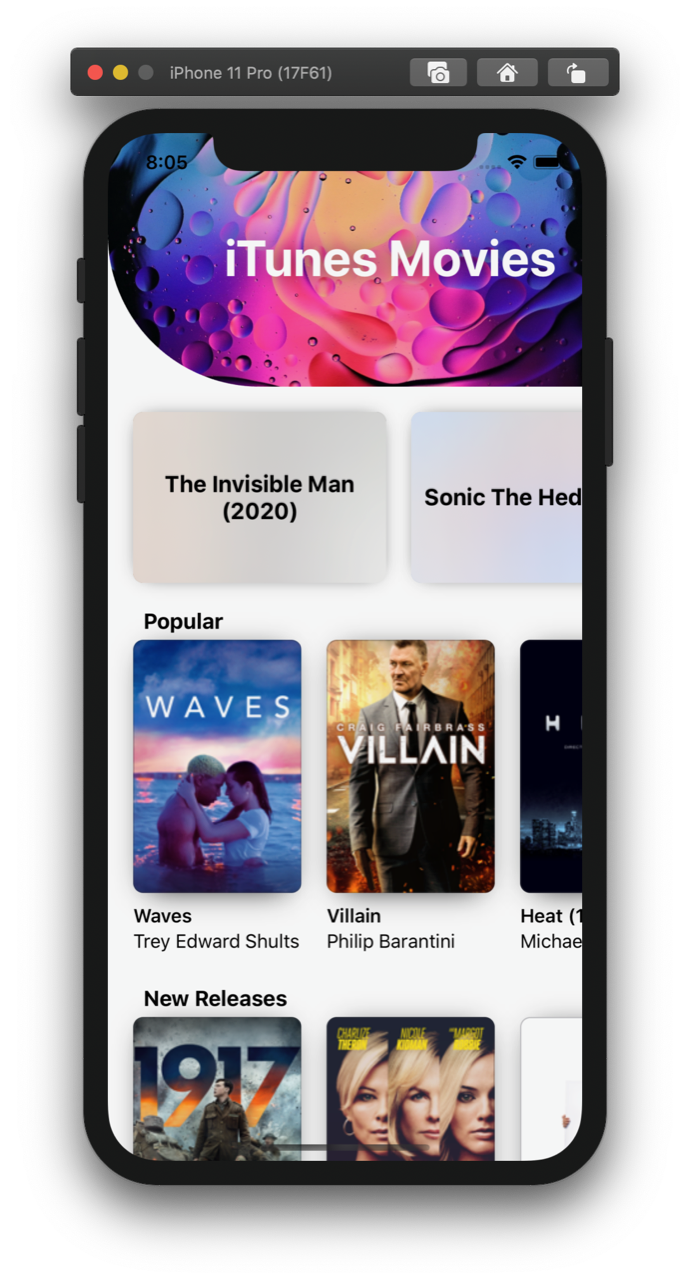 iPhone 11 Pro (17F61)
8:05
iTunes Movies
The Invisible Man
(2020)
Sonic The Hed
Popular
WAVES
CRAIG FAIRBRASS
VILLAIN
H
Waves
Villain
Heat (1
Trey Edward Shults
Philip Barantini
Michae
New Releases
1917
CHARLIZE
THERON
NICOLE
KIDMAN
MARGOT
ROBBIE